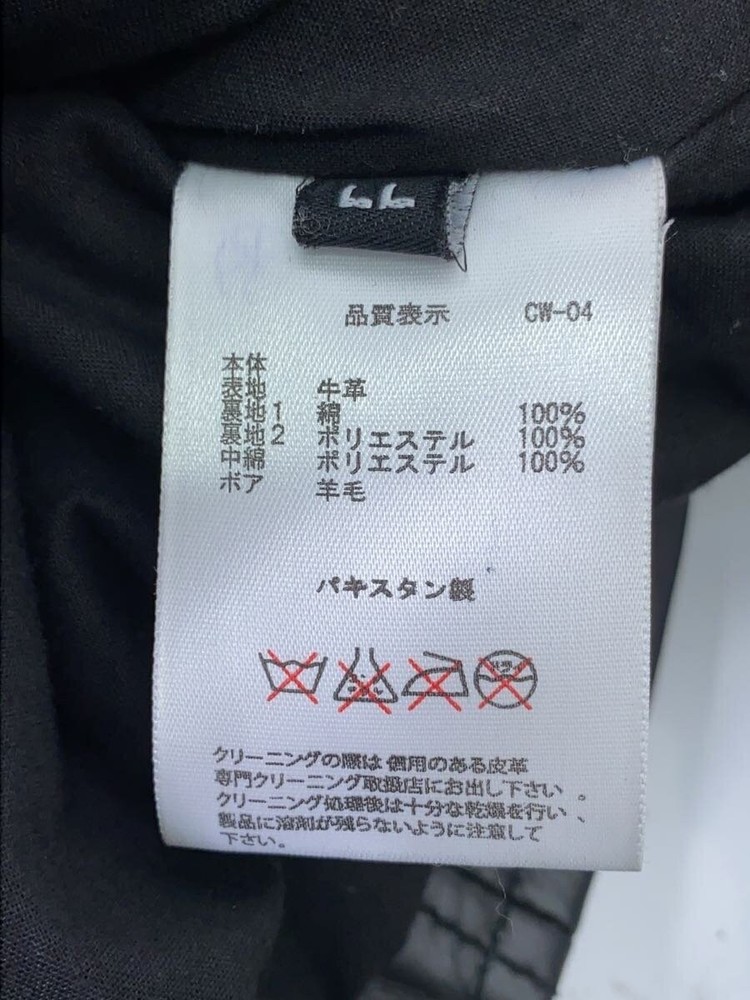 LL
品質表示 CW-04
本体
表地 牛革
裏地1 綿 100%
裏地2 ポリエステル 100%
中綿 ポリエステル 100%
ボア 羊毛
パキスタン製
クリーニングの際は信用のある皮革
専門クリーニング取扱店にお出し下さい。
クリーニング処理後は十分な乾燥を行い、
製品に溶剤が残らないように注意して
下さい。